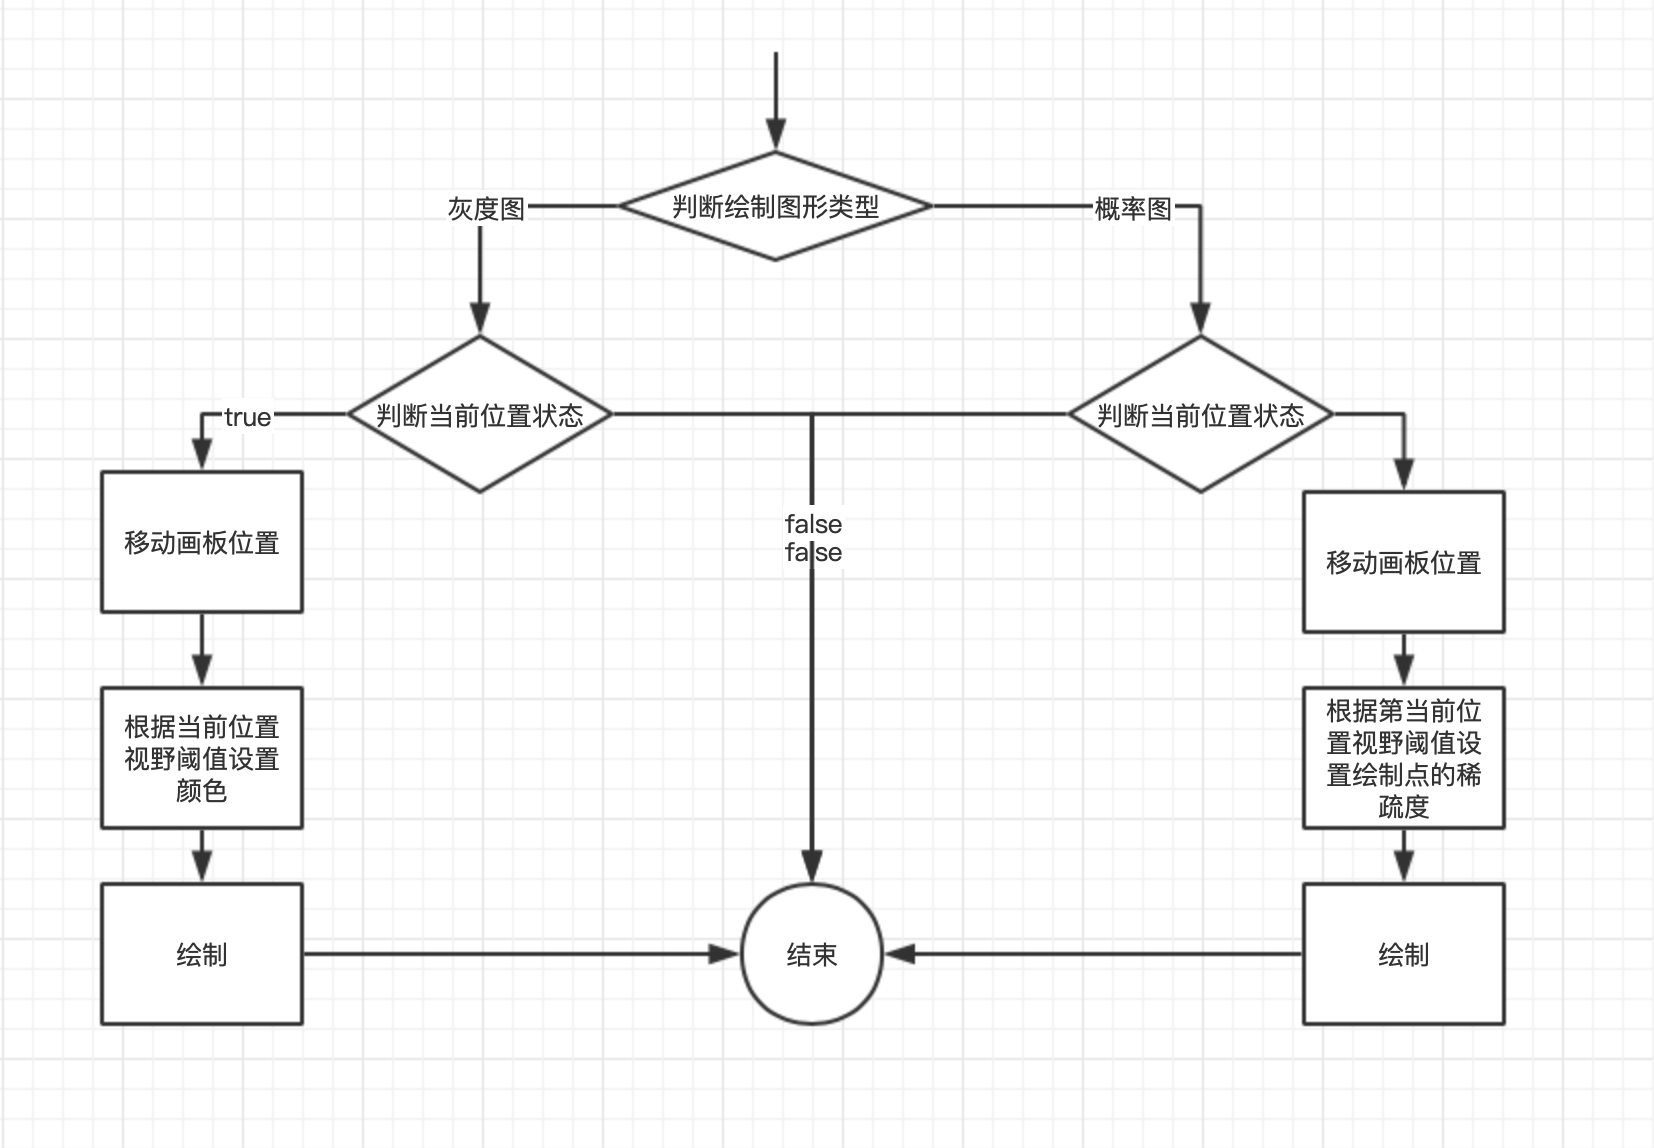 判断绘制图形类型
灰度图
概率图
判断当前位置状态
判断当前位置状态
true
false
false
移动画板位置
移动画板位置
根据当前位置
视野阈值设置
颜色
根据第当前位
置视野阈值设
置绘制点的稀
疏度
绘制
结束
绘制